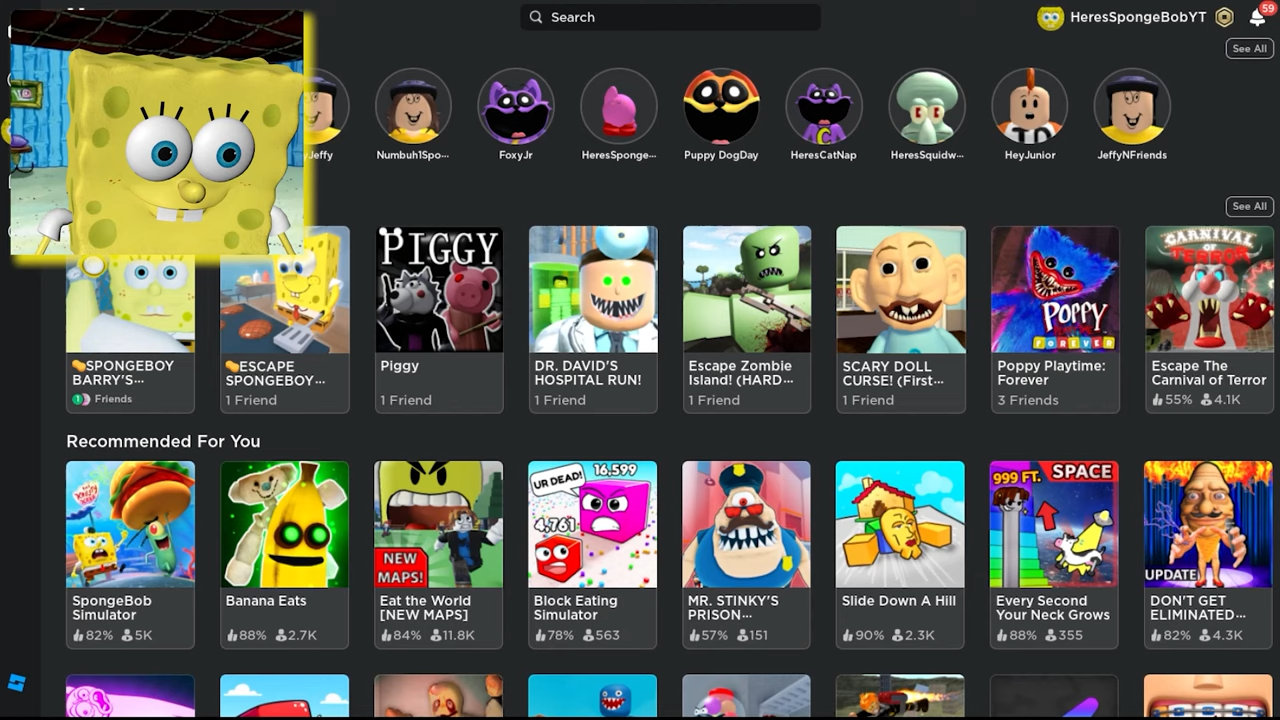 Search
HeresSpongeBobYT
59
See All
yJeffy
Numbuh1Spo...
FoxyJr
HeresSponge...
Puppy DogDay
HeresCatNap
HeresSquidw...
HeyJunior
JeffyNFriends
See All
PIGGY
POPPY
FOREVER
CARNIVAL
OF
TERROR
SPONGEBOY
BARRY'S...
1 Friends
ESCAPE
SPONGEBOY...
1 Friend
Piggy
1 Friend
DR. DAVID'S
HOSPITAL RUN!
1 Friend
Escape Zombie
Island! (HARD...
1 Friend
SCARY DOLL
CURSE! (First...
1 Friend
Poppy Playtime:
Forever
3 Friends
Escape The
Carnival of Terror
55% 4.1K
Recommended For You
UR DEAD!
16,599
4,761
NEW
MAPS!
999 FT.
SPACE
UPDATE
SpongeBob
Simulator
82% 5K
Banana Eats
88% 2.7K
Eat the World
[NEW MAPS]
84% 11.8K
Block Eating
Simulator
78% 563
MR. STINKY'S
PRISON...
57% 151
Slide Down A Hill
90% 2.3K
Every Second
Your Neck Grows
88% 355
DON'T GET
ELIMINATED...
82% 4.3K